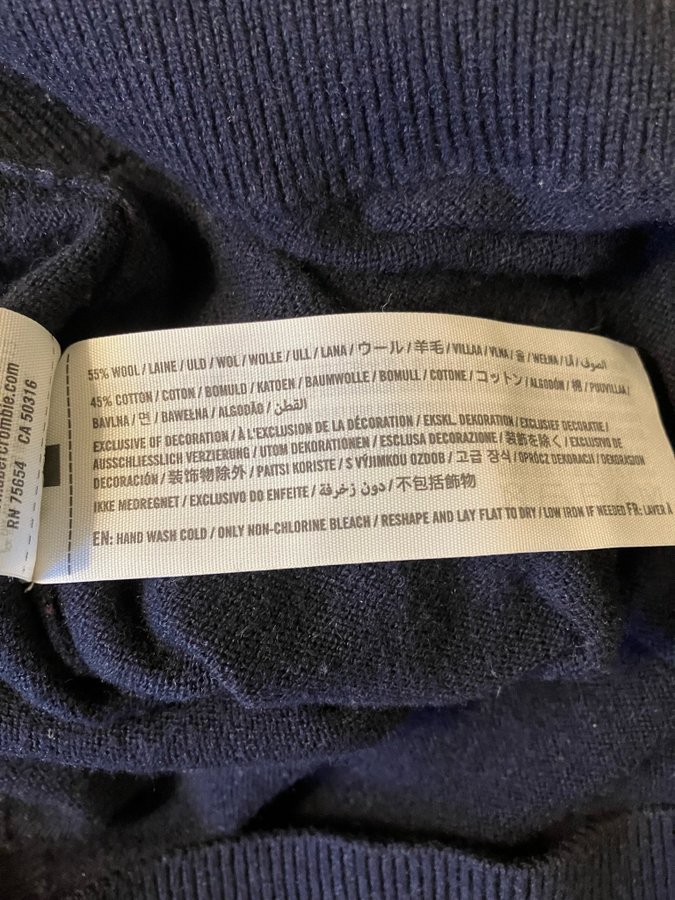 abercrombie.com
RN 75654 CA 50316
55% WOOL / LAINE / ULD / WOL / WOLLE / ULL / LANA / ウール / 羊毛 / VILLAA / VLNA / 울 / WEŁNA / LÃ / الصوف
45% COTTON / COTON / BOMULD / KATOEN / BAUMWOLLE / BOMULL / COTONE / コットン / ALGODÓN / 棉 / PUUVILLAA /
BAVLNA / 면 / BAWEŁNA / ALGODÃO / القطن
EXCLUSIVE OF DECORATION / À L'EXCLUSION DE LA DÉCORATION / EKSKL. DEKORATION / EXCLUSIEF DECORATIE /
AUSSCHLIESSLICH VERZIERUNG / UTOM DEKORATIONEN / ESCLUSA DECORAZIONE / 装飾を除く / EXCLUSIVO DE
DECORACIÓN / 装饰物除外 / PAITSI KORISTE / S VÝJIMKOU OZDOB / 고급 장식 / OPRÓCZ DEKORACJI / DEKORASJON
IKKE MEDREGNET / EXCLUSIVO DO ENFEITE / دون زخرفة / 不包括飾物
EN: HAND WASH COLD / ONLY NON-CHLORINE BLEACH / RESHAPE AND LAY FLAT TO DRY / LOW IRON IF NEEDED FR: LAVER À